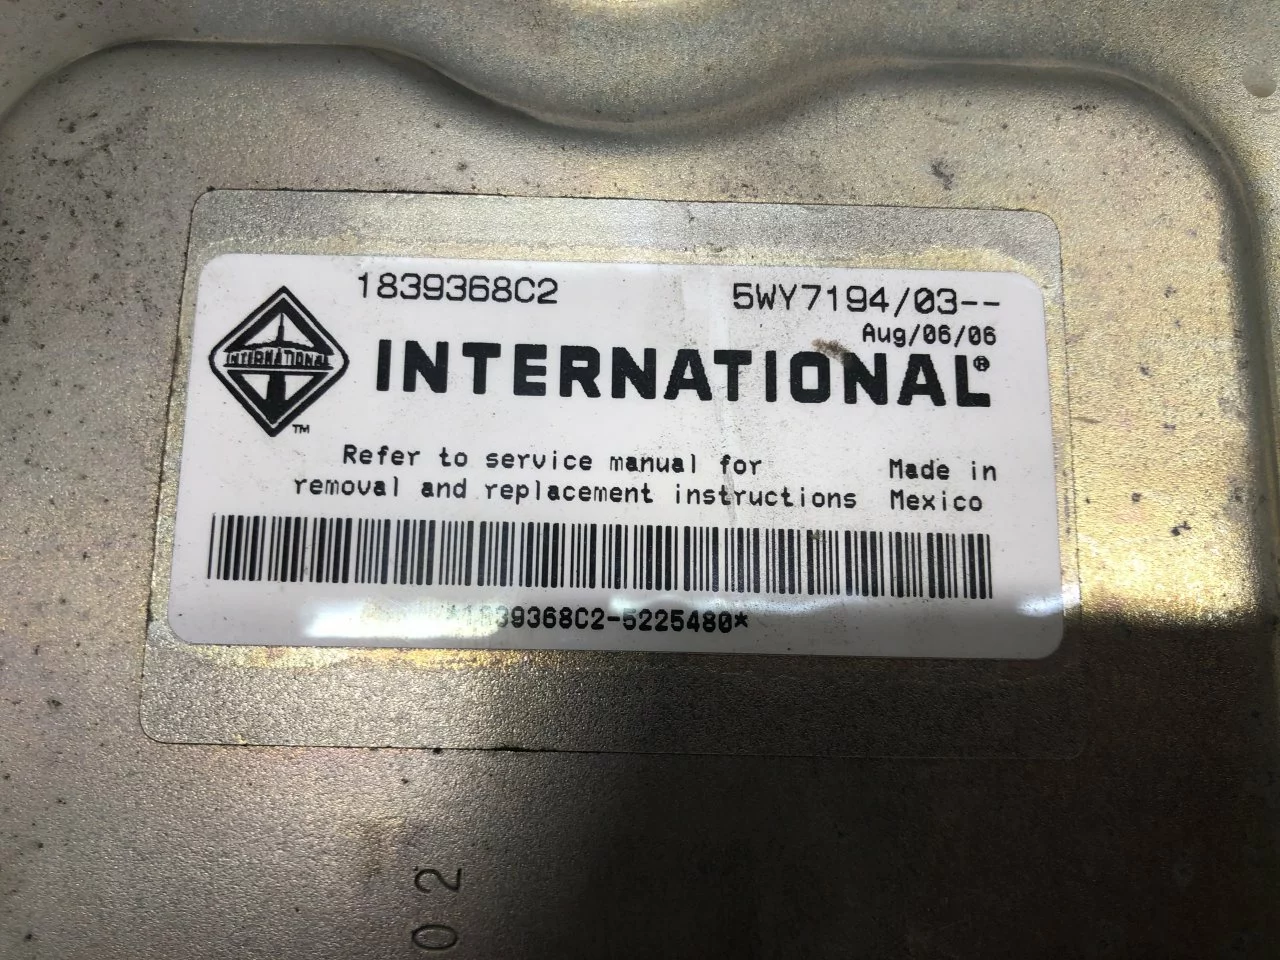 1839368C2
5WY7194/03--
Aug/06/06
INTERNATIONAL
TM
INTERNATIONAL®
Refer to service manual for
removal and replacement instructions
Made in
Mexico
*1839368C2-5225480*
02